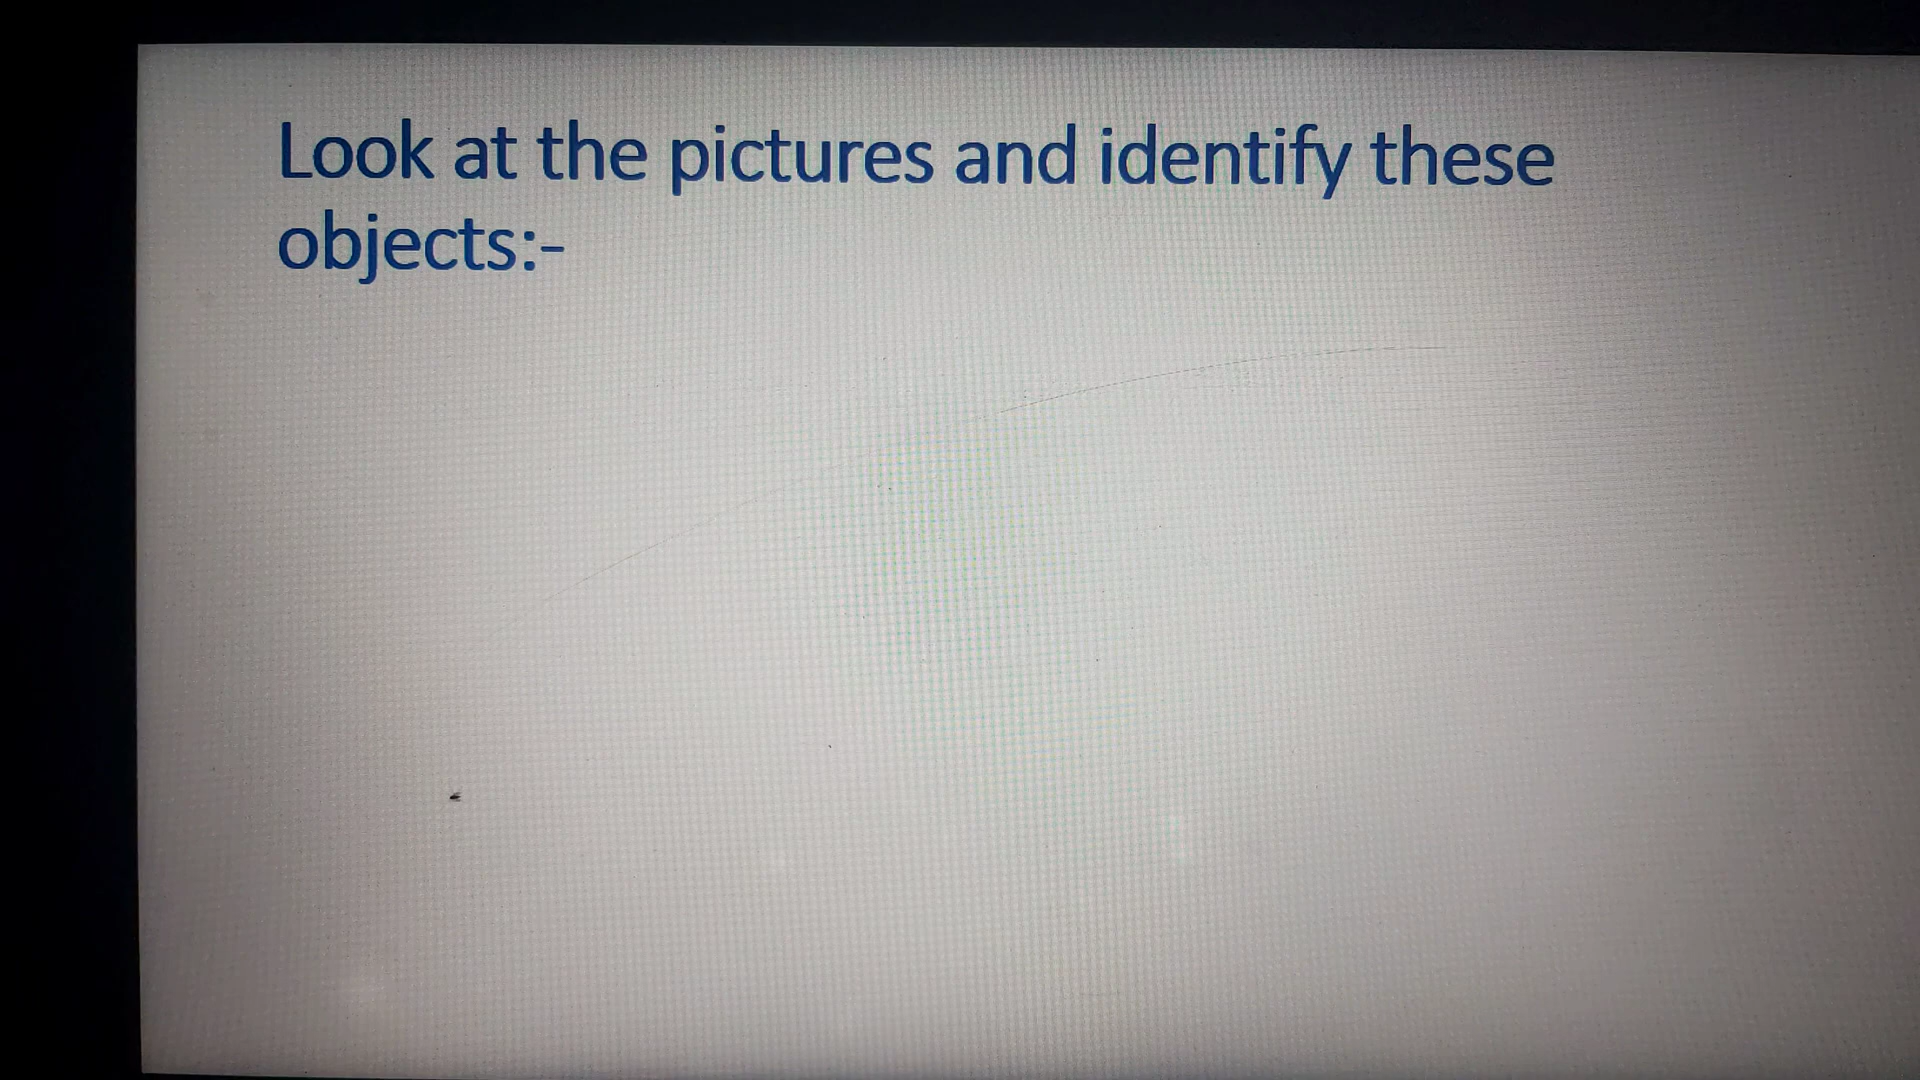 Look at the pictures and identify these
objects:-